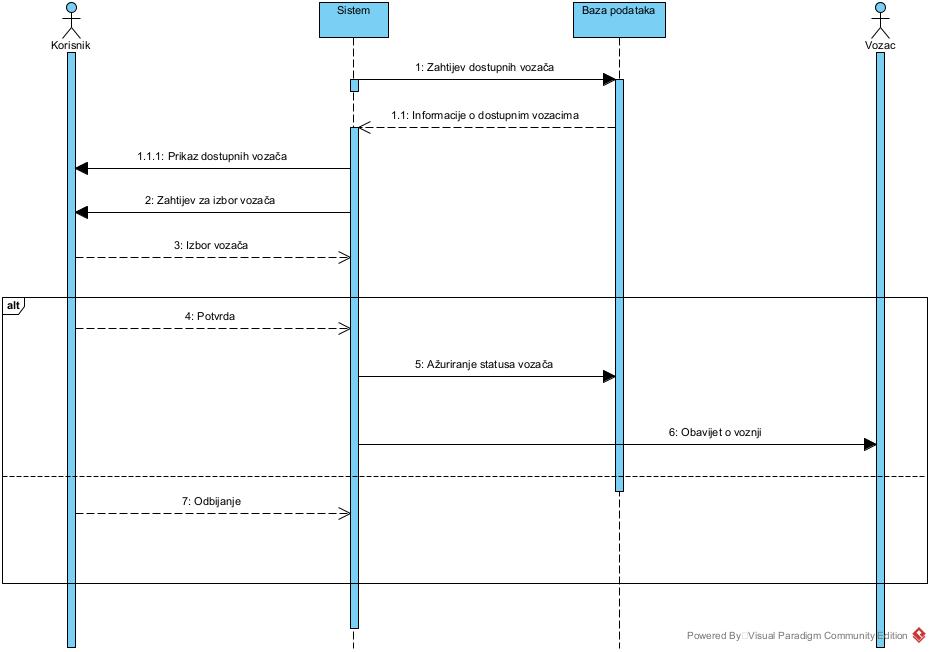 Sistem
Baza podataka
Korisnik
Vozac
1: Zahtijev dostupnih vozača
1.1: Informacije o dostupnim vozacima
1.1.1: Prikaz dostupnih vozača
2: Zahtijev za izbor vozača
3: Izbor vozača
alt
4: Potvrda
5: Ažuriranje statusa vozača
6: Obavijet o voznji
7: Odbijanje
Powered By Visual Paradigm Community Edition